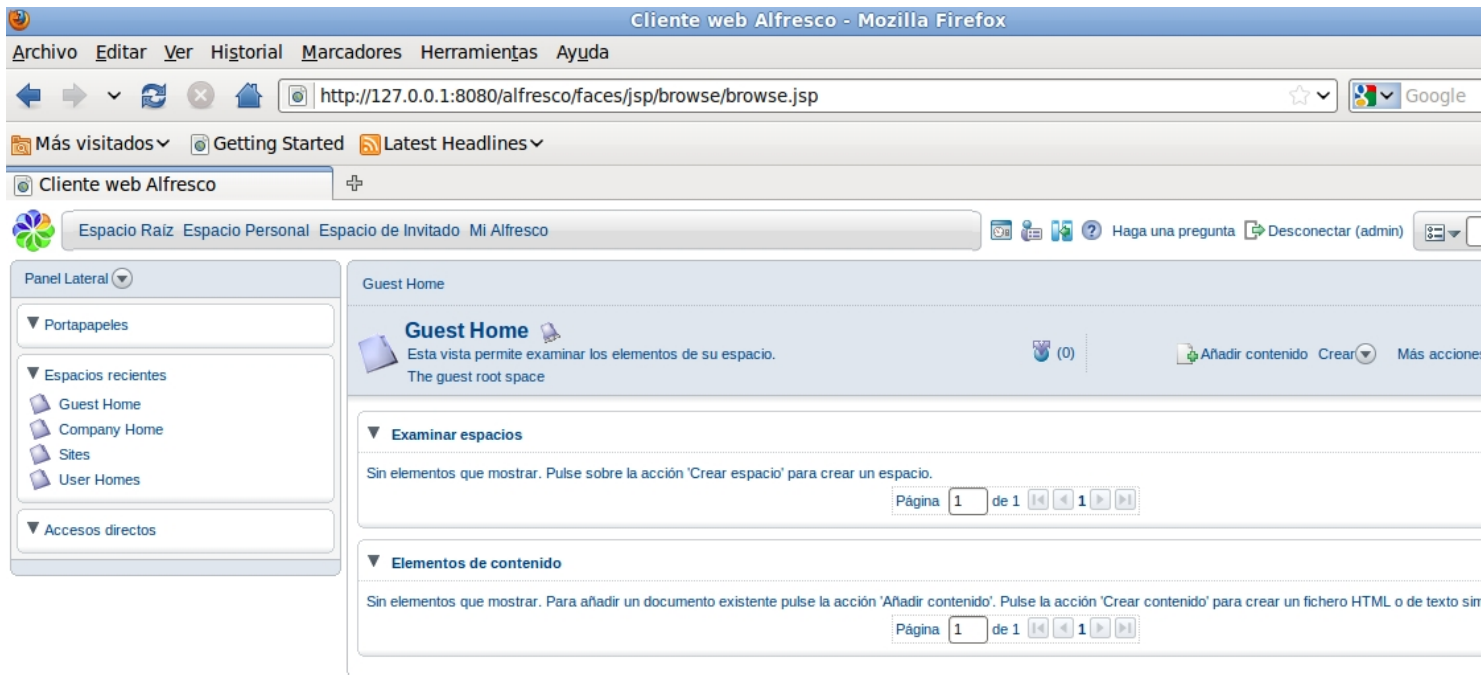 Cliente web Alfresco - Mozilla Firefox
Archivo Editar Ver Historial Marcadores Herramientas Ayuda
http://127.0.0.1:8080/alfresco/faces/jsp/browse/browse.jsp
Google
Más visitados Getting Started Latest Headlines
Cliente web Alfresco
Espacio Raíz Espacio Personal Espacio de Invitado Mi Alfresco
Haga una pregunta Desconectar (admin)
Panel Lateral
Portapapeles
Espacios recientes
Guest Home
Company Home
Sites
User Homes
Accesos directos
Guest Home
Guest Home
Esta vista permite examinar los elementos de su espacio.
The guest root space
(0)
Añadir contenido Crear Más acciones
Examinar espacios
Sin elementos que mostrar. Pulse sobre la acción 'Crear espacio' para crear un espacio.
Página 1 de 1 1
Elementos de contenido
Sin elementos que mostrar. Para añadir un documento existente pulse la acción 'Añadir contenido'. Pulse la acción 'Crear contenido' para crear un fichero HTML o de texto sim
Página 1 de 1 1